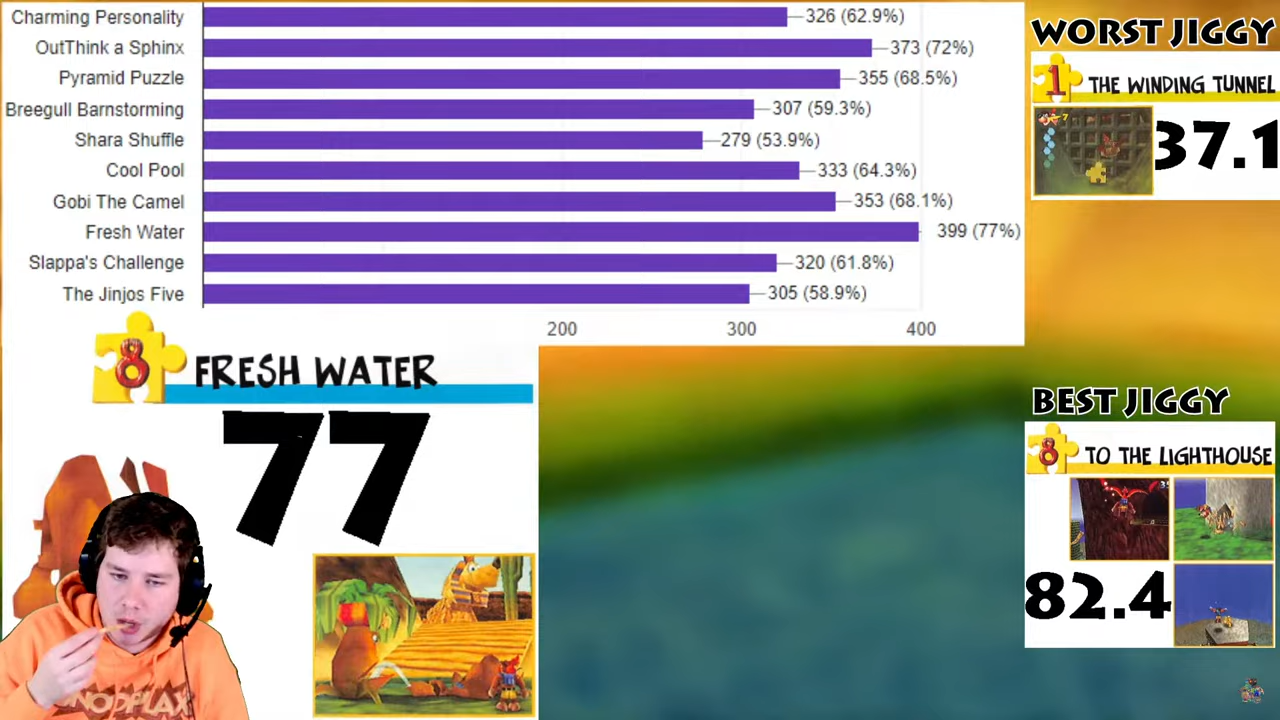 Charming Personality 326 (62.9%)
OutThink a Sphinx 373 (72%)
Pyramid Puzzle 355 (68.5%)
Breegull Barnstorming 307 (59.3%)
Shara Shuffle 279 (53.9%)
Cool Pool 333 (64.3%)
Gobi The Camel 353 (68.1%)
Fresh Water 399 (77%)
Slappa's Challenge 320 (61.8%)
The Jinjos Five 305 (58.9%)
200 300 400
8 FRESH WATER
77
NODFLAX
WORST JIGGY
1 THE WINDING TUNNEL
37.1
BEST JIGGY
8 TO THE LIGHTHOUSE
82.4